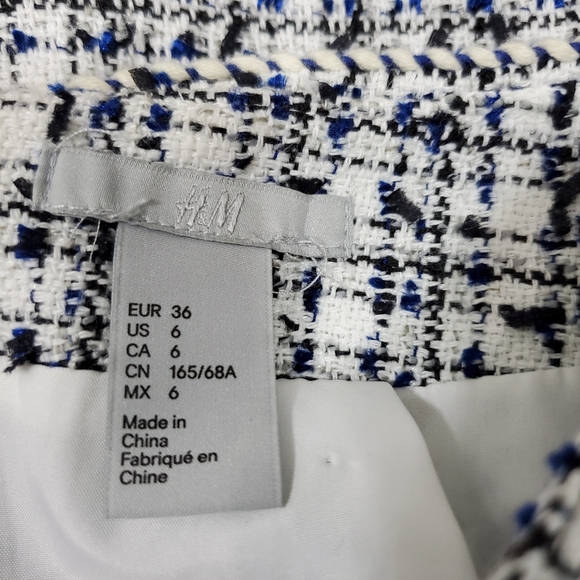 H&M
EUR 36
US 6
CA 6
CN 165/68A
MX 6
Made in
China
Fabriqué en
Chine